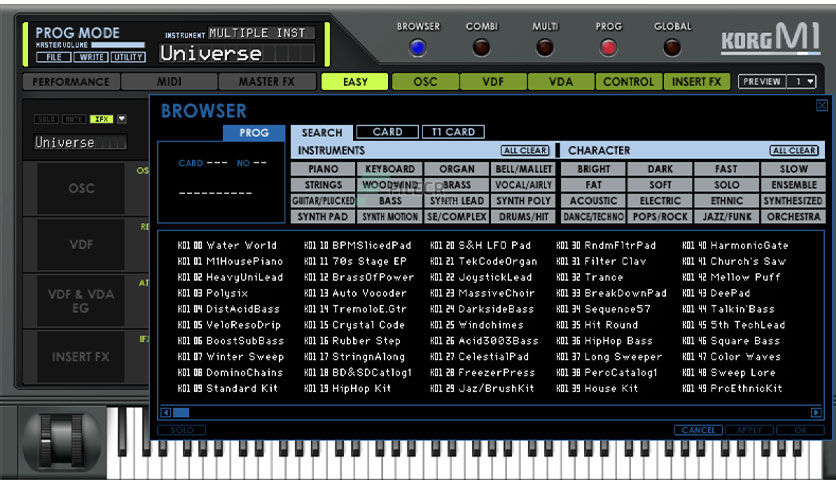 PROG MODE INSTRUMENT MULTIPLE INST BROWSER COMBI MULTI PROG GLOBAL
MASTER VOLUME
FILE WRITE UTILITY Universe KORG M1
PERFORMANCE MIDI MASTER FX EASY OSC VDF VDA CONTROL INSERT FX PREVIEW 1
BROWSER
SOLO MUTE IFX
PROG SEARCH CARD T1 CARD
Universe
INSTRUMENTS ALL CLEAR CHARACTER ALL CLEAR
CARD --- NO --
----------
PIANO KEYBOARD ORGAN BELL/MALLET BRIGHT DARK FAST SLOW
STRINGS WOODWIND BRASS VOCAL/AIRLY FAT SOFT SOLO ENSEMBLE
GUITAR/PLUCKED BASS SYNTH LEAD SYNTH POLY ACOUSTIC ELECTRIC ETHNIC SYNTHESIZED
SYNTH PAD SYNTH MOTION SE/COMPLEX DRUMS/HIT DANCE/TECHNO POPS/ROCK JAZZ/FUNK ORCHESTRA
FILECR
OSC
VDF
VDF & VDA
EG
INSERT FX
K01 00 Water World K01 10 BPMSlicedPad K01 20 S&H LFO Pad K01 30 RndmFltrPad K01 40 HarmonicGate
K01 01 M1HousePiano K01 11 70s Stage EP K01 21 TekCodeOrgan K01 31 Filter Clav K01 41 Church's Saw
K01 02 HeavyUniLead K01 12 BrassOfPower K01 22 JoystickLead K01 32 Trance K01 42 Mellow Puff
K01 03 Polysix K01 13 Auto Vocoder K01 23 MassiveChoir K01 33 BreakDownPad K01 43 DeePad
K01 04 DistAcidBass K01 14 TremoloE.Gtr K01 24 DarksideBass K01 34 Sequence57 K01 44 Talkin'Bass
K01 05 VeloResoDrip K01 15 Crystal Code K01 25 Windchimes K01 35 Hit Round K01 45 5th TechLead
K01 06 BoostSubBass K01 16 Rubber Step K01 26 Acid3003Bass K01 36 HipHop Bass K01 46 Square Bass
K01 07 Winter Sweep K01 17 StringnAlong K01 27 CelestialPad K01 37 Long Sweeper K01 47 Color Waves
K01 08 DominoChains K01 18 BD&SDCatlog1 K01 28 FreezerPress K01 38 PercCatalog1 K01 48 Sweep Lore
K01 09 Standard Kit K01 19 HipHop Kit K01 29 Jaz/BrushKit K01 39 House Kit K01 49 PrcEthnicKit
SOLO CANCEL APPLY OK